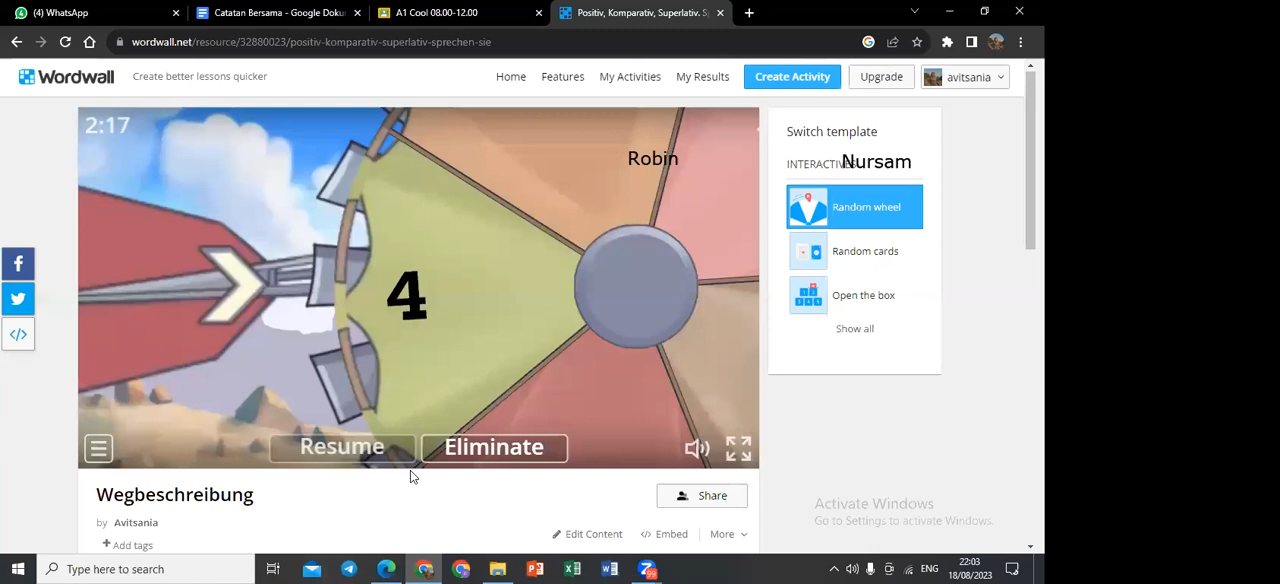 (4) WhatsApp
Catatan Bersama - Google Doku
A1 Cool 08.00-12.00
Positiv, Komparativ, Superlativ. S
wordwall.net/resource/32880023/positiv-komparativ-superlativ-sprechen-sie
Wordwall
Create better lessons quicker
Home
Features
My Activities
My Results
Create Activity
Upgrade
avitsania
2:17
Robin
4
Resume
Eliminate
Switch template
INTERACTIVE
Nursam
Random wheel
Random cards
Open the box
Show all
Wegbeschreibung
Share
by Avitsania
Edit Content
Embed
More
Add tags
Activate Windows
Go to Settings to activate Windows.
Type here to search
99
ENG
22:03
18/08/2023